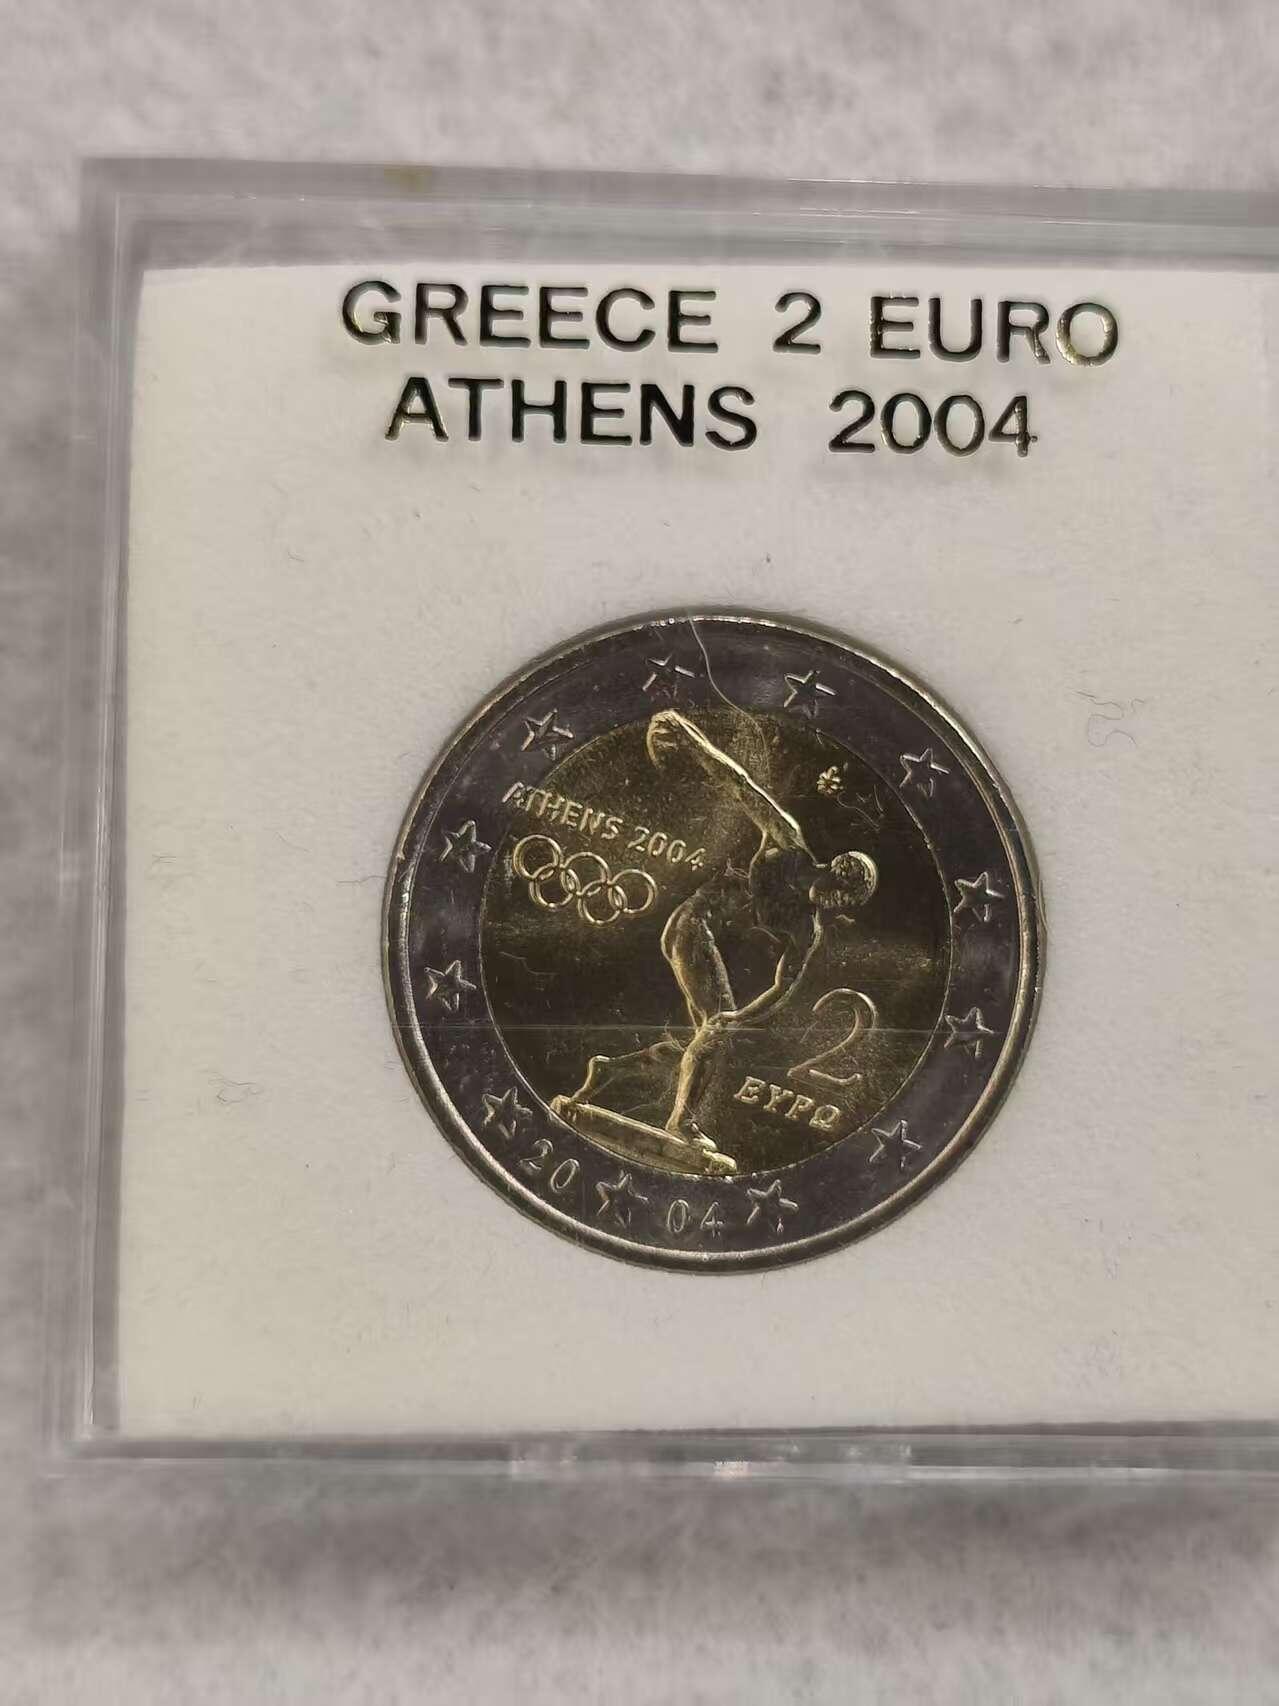 GREECE 2 EURO
ATHENS 2004
ATHENS 2004
2
ΕΥΡΩ
20 04